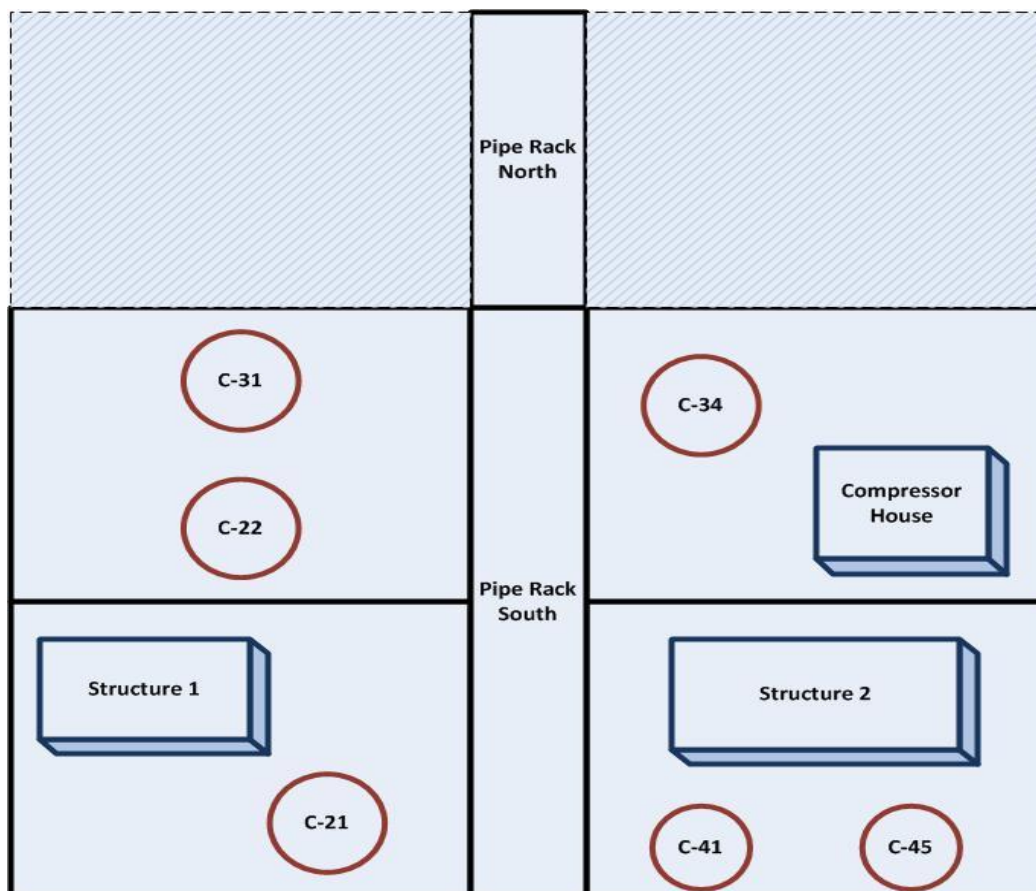 Pipe Rack
North
C-31
C-34
Compressor
House
C-22
Pipe Rack
South
Structure 1
Structure 2
C-21
C-41
C-45